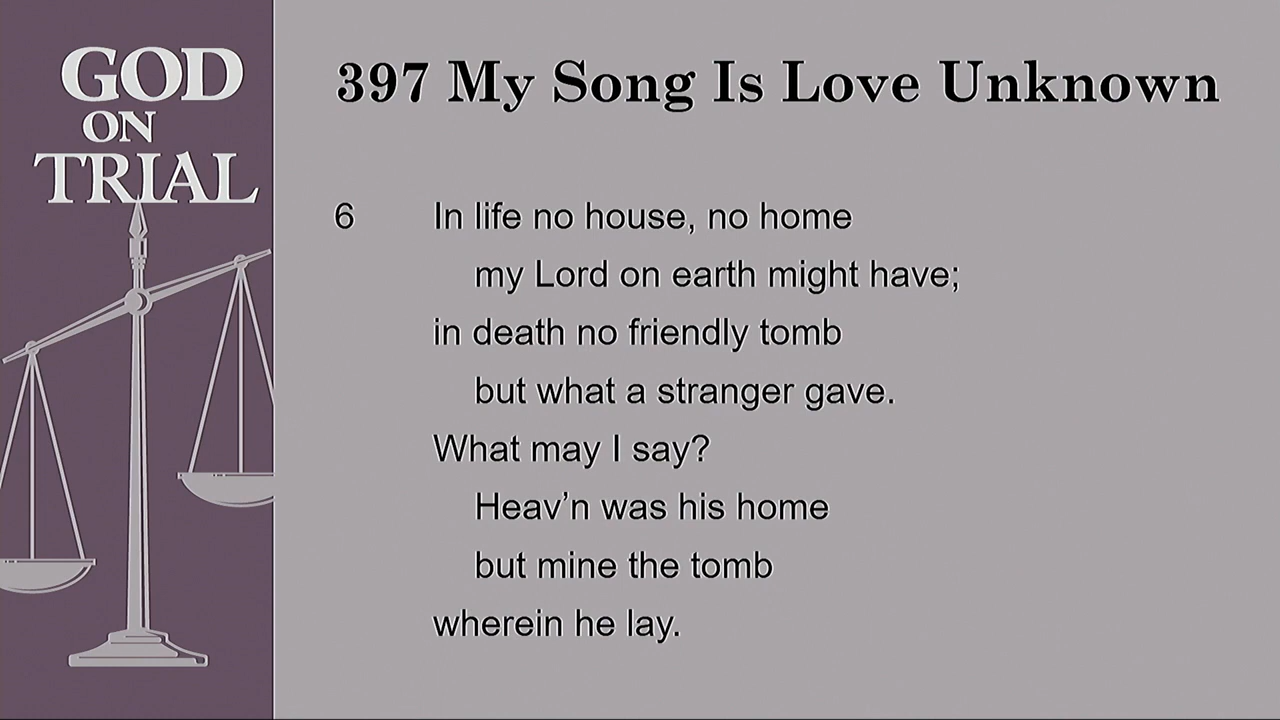 GOD
ON
TRIAL
397 My Song Is Love Unknown
6 In life no house, no home
my Lord on earth might have;
in death no friendly tomb
but what a stranger gave.
What may I say?
Heav’n was his home
but mine the tomb
wherein he lay.